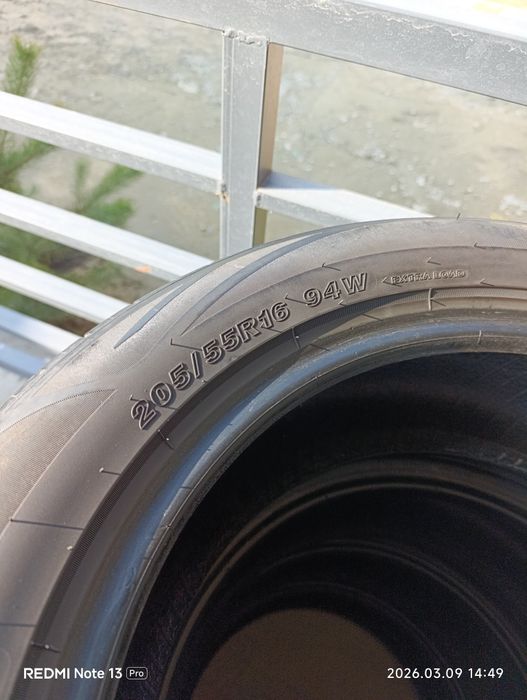 205/55R16 94W
EXTRA LOAD
REDMI Note 13 Pro
2026.03.09 14:49